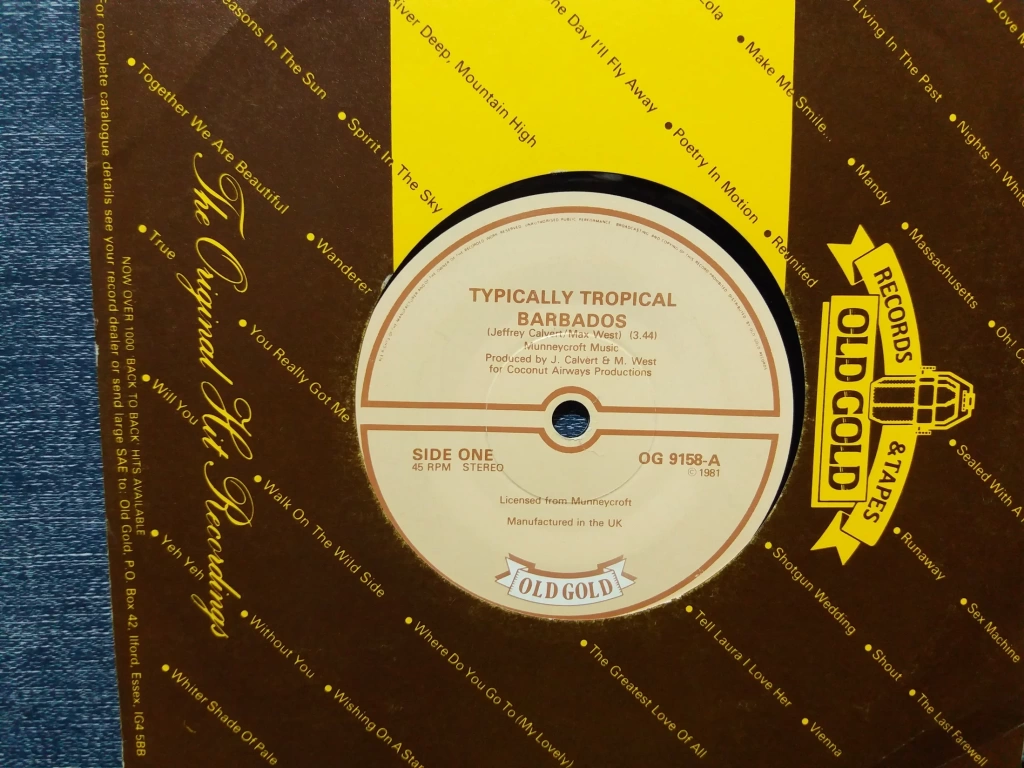 or complete catalogue details see your record dealer or send large SAE to: Old Gold, P.O. Box 42, Ilford, Essex, IG4 5BB
NOW OVER 1000 'BACK TO BACK' HITS AVAILABLE
The Original Hit Recordings
easons In The Sun
River Deep, Mountain High
ne Day I'll Fly Away
Lola
Living In The Past
Love
• Together We Are Beautiful
• Spirit In The Sky
• Poetry In Motion
• Make Me Smile...
• Nights In White
• True
• Wanderer
• Reunited
• Mandy
• Massachusetts
• Oh! C
• You Really Got Me
• Will You
• Walk On The Wild Side
• Yeh Yeh
• Without You
• Where Do You Go To (My Lovely)
• Whiter Shade Of Pale
• Wishing On A Sta
• The Greatest Love Of All
• Tell Laura I Love Her
• Vienna
• Shotgun Wedding
• Shout
• The Last Farewell
• Runaway
• Sex Machine
• Sealed With A
RECORDS
OLD GOLD
& TAPES
TYPICALLY TROPICAL
BARBADOS
(Jeffrey Calvert/Max West) (3.44)
Munneycroft Music
Produced by J. Calvert & M. West
for Coconut Airways Productions
SIDE ONE
45 RPM STEREO
OG 9158-A
© 1981
Licensed from Munneycroft
Manufactured in the UK
OLD GOLD